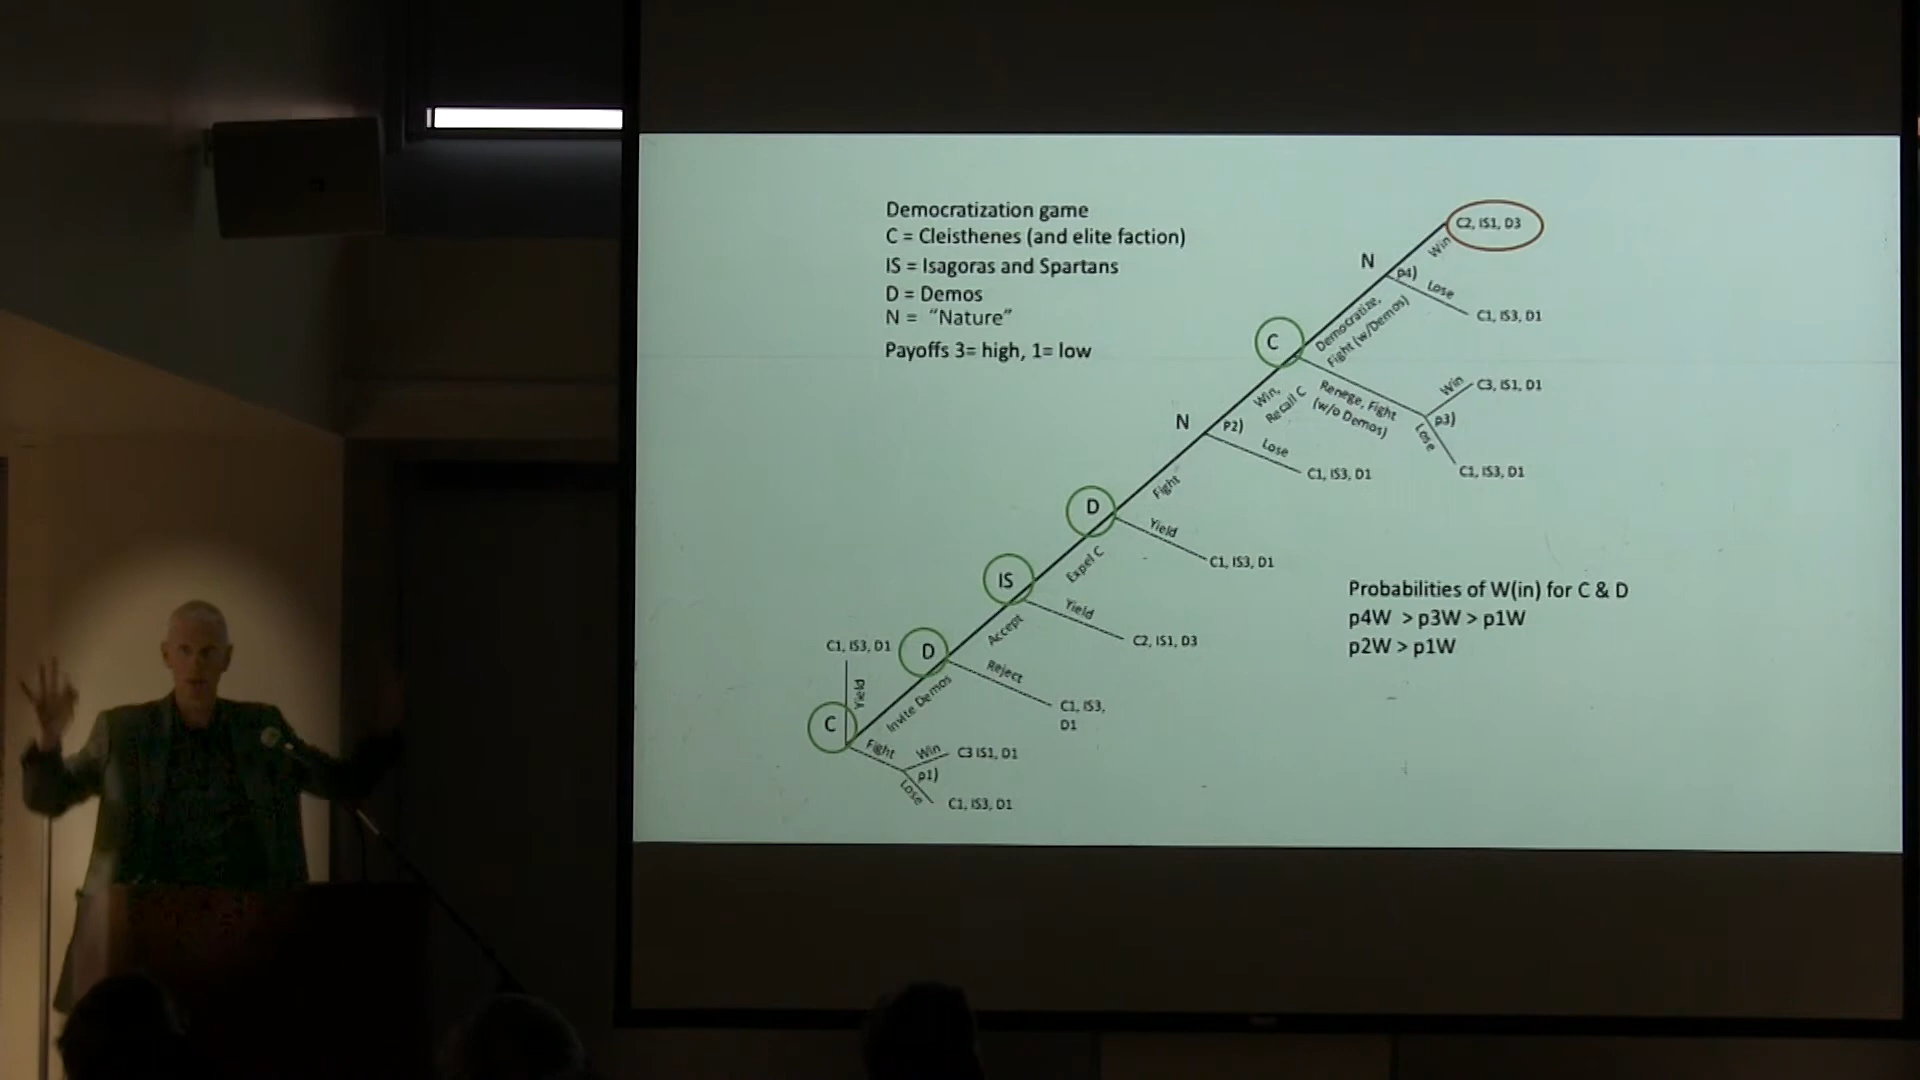 Democratization game
C = Cleisthenes (and elite faction)
IS = Isagoras and Spartans
D = Demos
N = "Nature"
Payoffs 3= high, 1= low
C2, IS1, D3
Win
N
p4)
Lose
C1, IS3, D1
Democratize,
Fight (w/Demos)
C
Win
C3, IS1, D1
Renege, Fight
(w/o Demos)
p3)
Lose
C1, IS3, D1
Win,
Recall C
N
p2)
Lose
C1, IS3, D1
Fight
D
Yield
C1, IS3, D1
Expel C
IS
Yield
C2, IS1, D3
Accept
D
Reject
C1, IS3,
D1
Invite Demos
C1, IS3, D1
Yield
C
Fight
Win
C3 IS1, D1
p1)
Lose
C1, IS3, D1
Probabilities of W(in) for C & D
p4W > p3W > p1W
p2W > p1W